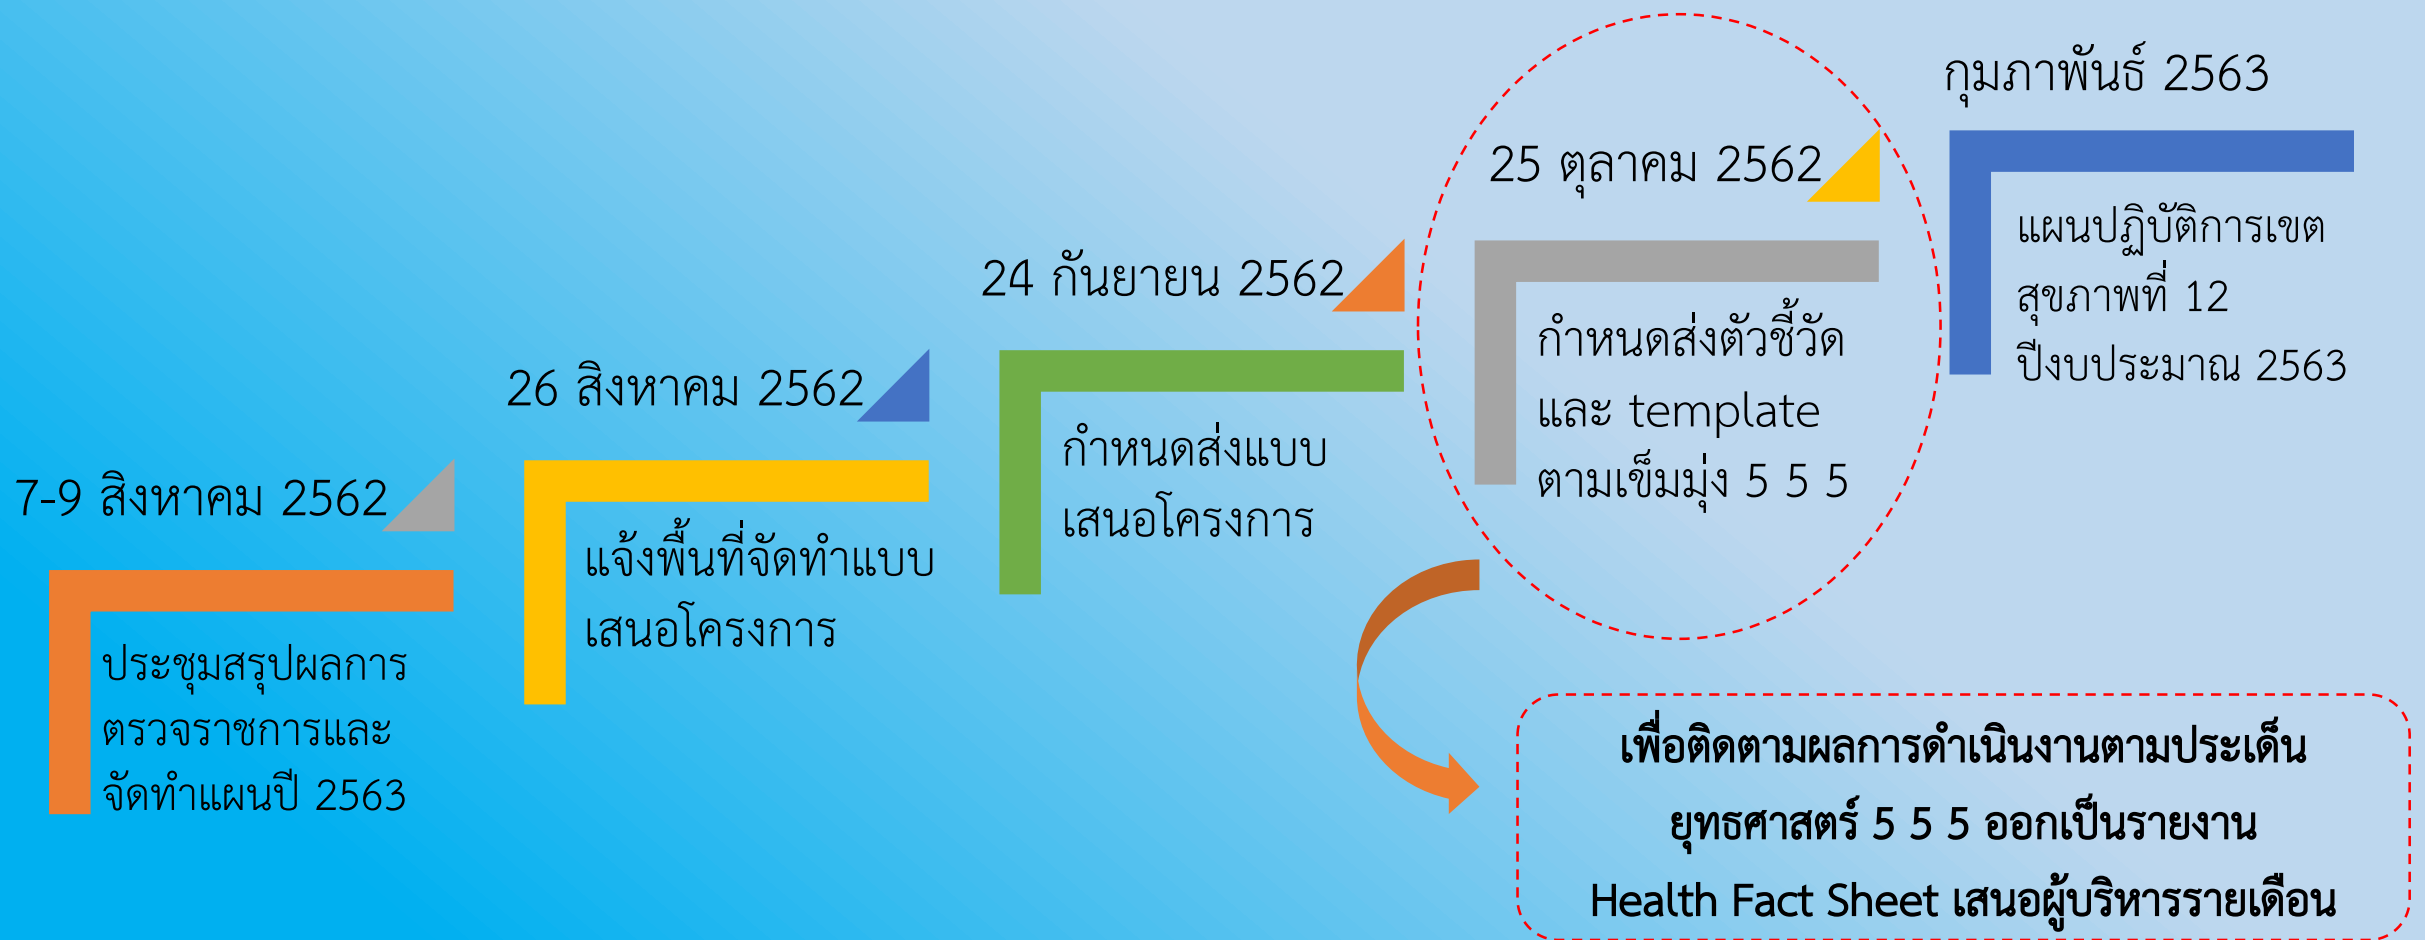 7-9 สิงหาคม 2562
ประชุมสรุปผลการ
ตรวจราชการและ
จัดทำแผนปี 2563
26 สิงหาคม 2562
แจ้งพื้นที่จัดทำแบบ
เสนอโครงการ
24 กันยายน 2562
กำหนดส่งแบบ
เสนอโครงการ
25 ตุลาคม 2562
กำหนดส่งตัวชี้วัด
และ template
ตามเข็มมุ่ง 5 5 5
กุมภาพันธ์ 2563
แผนปฏิบัติการเขต
สุขภาพที่ 12
ปีงบประมาณ 2563
เพื่อติดตามผลการดำเนินงานตามประเด็น
ยุทธศาสตร์ 5 5 5 ออกเป็นรายงาน
Health Fact Sheet เสนอผู้บริหารรายเดือน